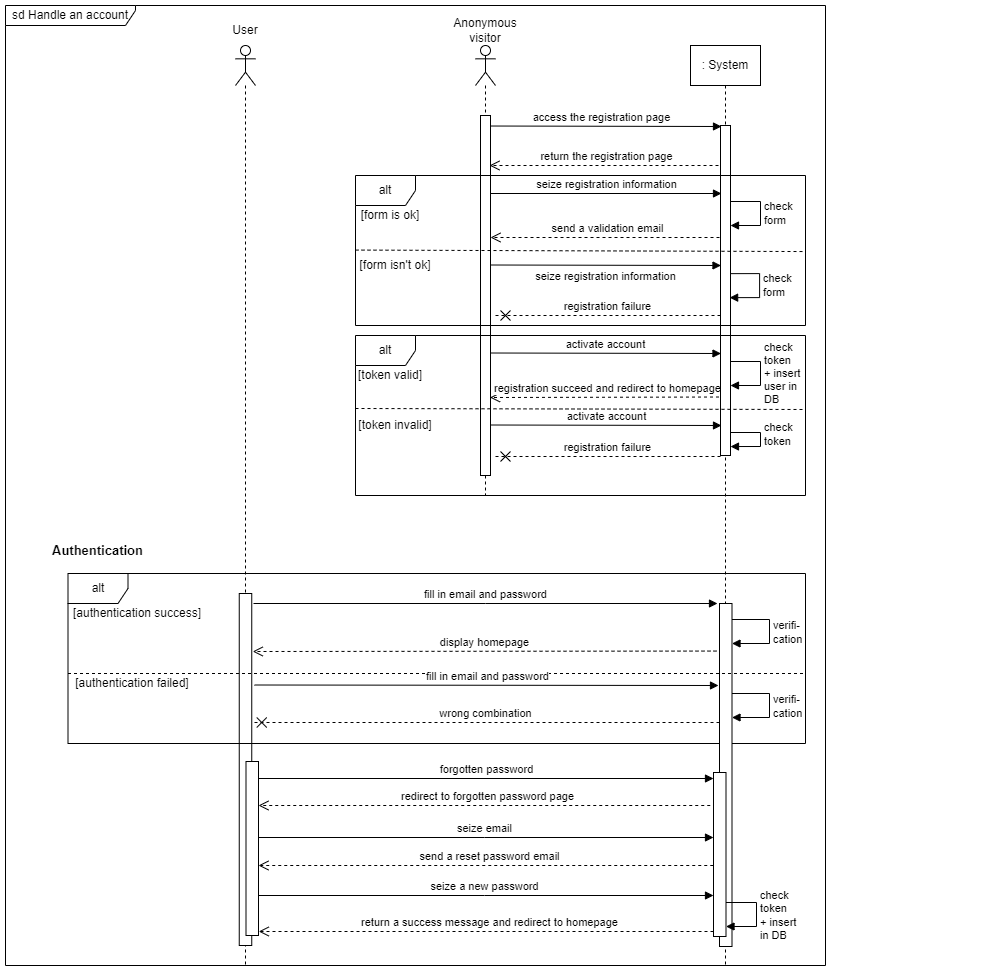 sd Handle an account
User
Anonymous
visitor
: System
access the registration page
return the registration page
alt
seize registration information
[form is ok]
check
form
send a validation email
[form isn't ok]
seize registration information
check
form
registration failure
alt
activate account
[token valid]
check
token
+ insert
user in
DB
registration succeed and redirect to homepage
activate account
[token invalid]
check
token
registration failure
Authentication
alt
fill in email and password
[authentication success]
verifi-
cation
display homepage
fill in email and password
[authentication failed]
verifi-
cation
wrong combination
forgotten password
redirect to forgotten password page
seize email
send a reset password email
seize a new password
check
token
+ insert
in DB
return a success message and redirect to homepage